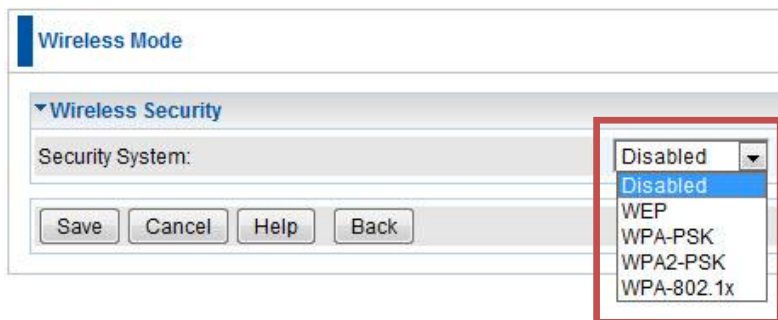 Wireless Mode
Wireless Security
Security System: Disabled
Disabled
WEP
WPA-PSK
WPA2-PSK
WPA-802.1x
Save Cancel Help Back